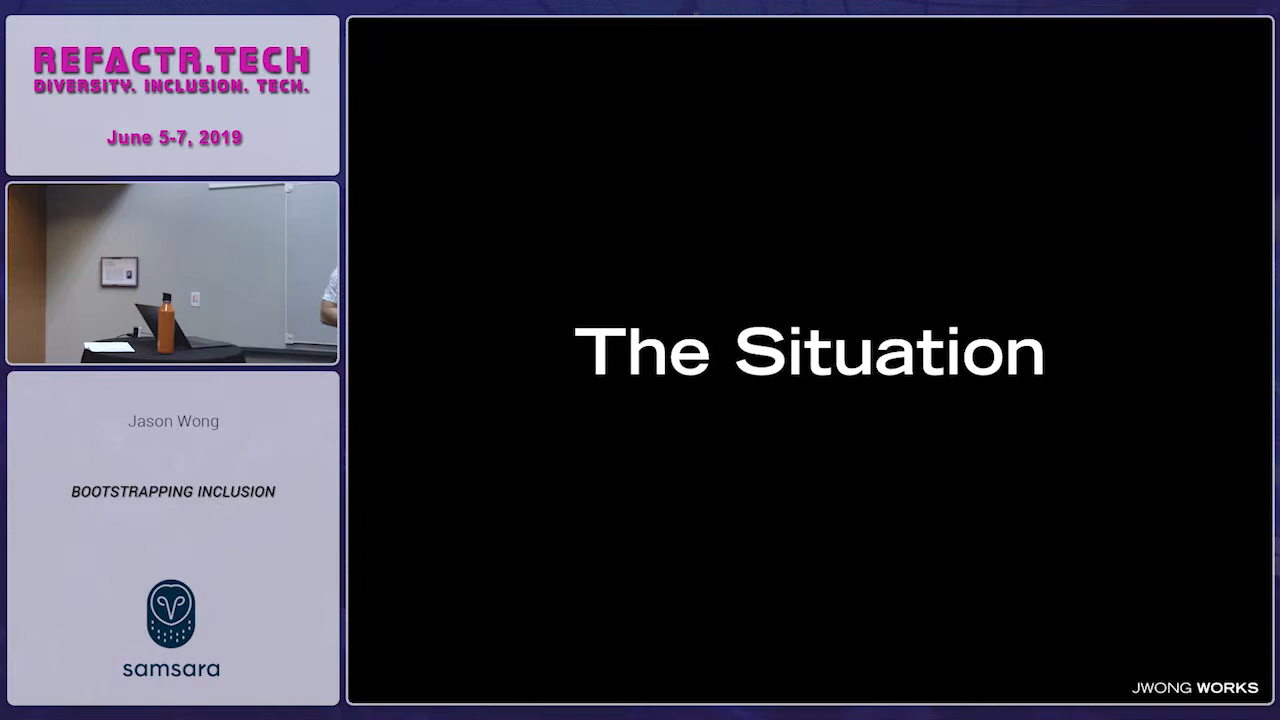 REFACTR.TECH
DIVERSITY. INCLUSION. TECH.
June 5-7, 2019
Jason Wong
BOOTSTRAPPING INCLUSION
samsara
The Situation
JWONG WORKS